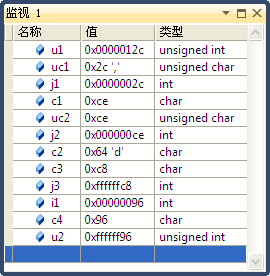 监视 1
名称 值 类型
u1 0x0000012c unsigned int
uc1 0x2c ',' unsigned char
j1 0x0000002c int
c1 0xce char
uc2 0xce unsigned char
j2 0x000000ce int
c2 0x64 'd' char
c3 0xc8 char
j3 0xffffffc8 int
i1 0x00000096 int
c4 0x96 char
u2 0xffffff96 unsigned int